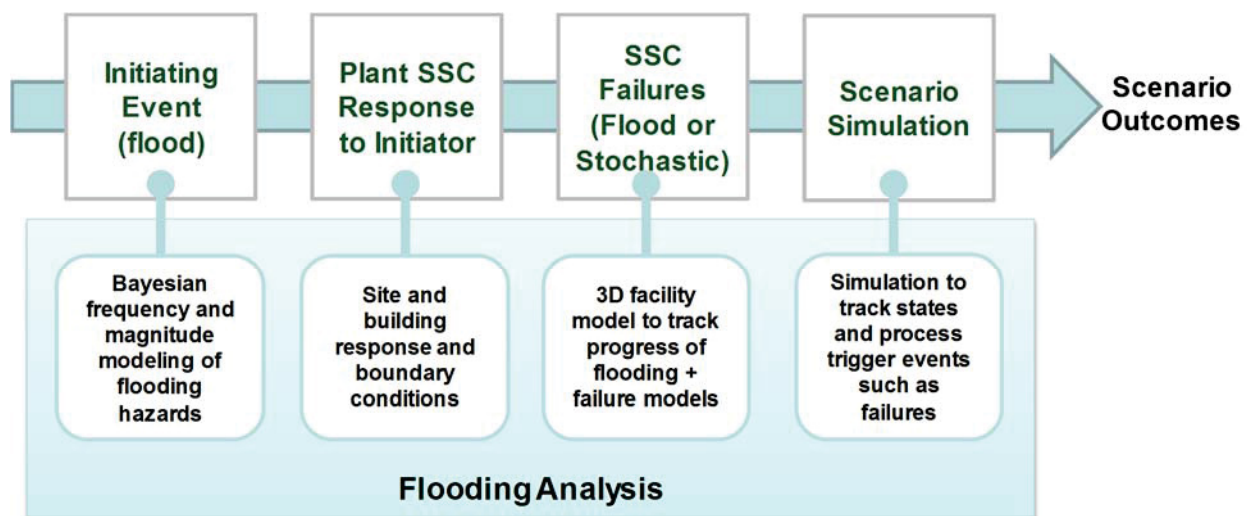 Initiating
Event
(flood)
Plant SSC
Response
to Initiator
SSC
Failures
(Flood or
Stochastic)
Scenario
Simulation
Scenario
Outcomes
Bayesian
frequency and
magnitude
modeling of
flooding
hazards
Site and
building
response and
boundary
conditions
3D facility
model to track
progress of
flooding +
failure models
Simulation to
track states
and process
trigger events
such as
failures
Flooding Analysis